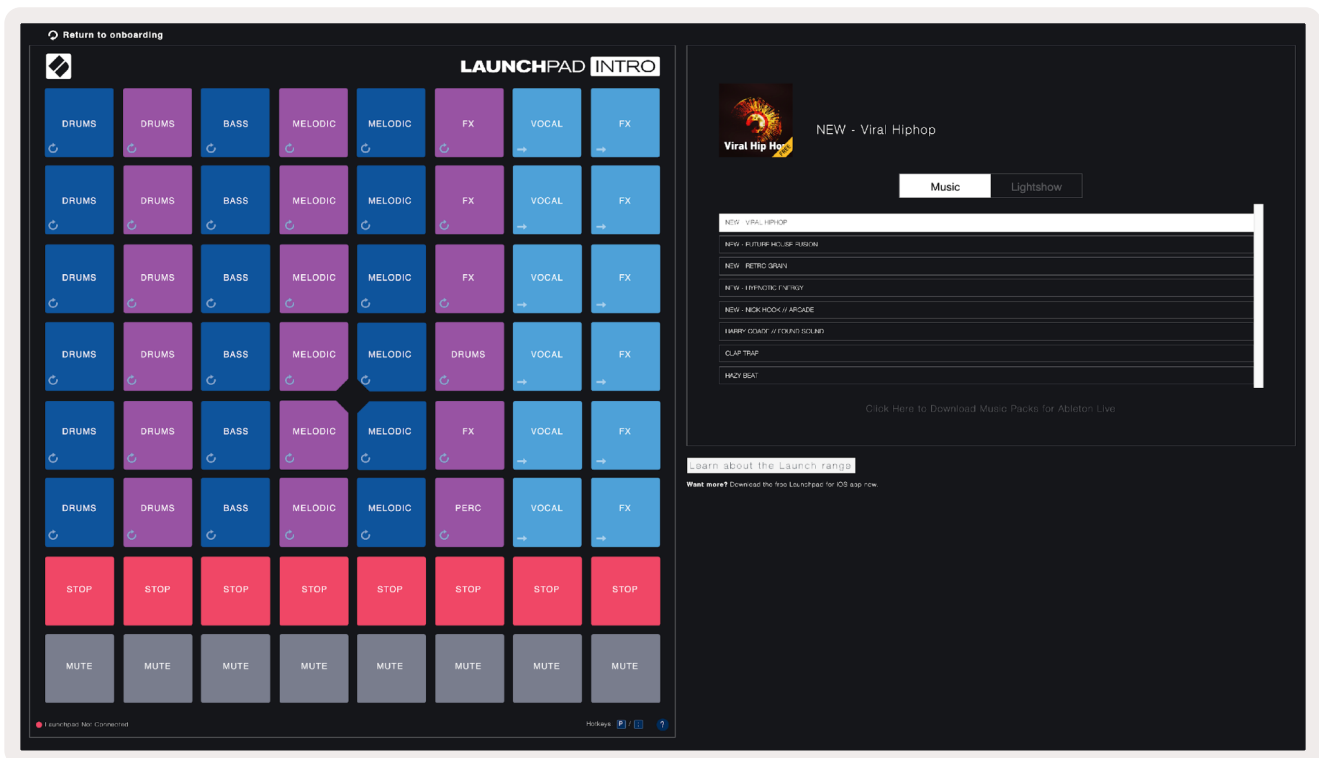 Return to onboarding
LAUNCHPAD INTRO
DRUMS DRUMS BASS MELODIC MELODIC FX VOCAL FX
DRUMS DRUMS BASS MELODIC MELODIC FX VOCAL FX
DRUMS DRUMS BASS MELODIC MELODIC FX VOCAL FX
DRUMS DRUMS BASS MELODIC MELODIC DRUMS VOCAL FX
DRUMS DRUMS BASS MELODIC MELODIC FX VOCAL FX
DRUMS DRUMS BASS MELODIC MELODIC PERC VOCAL FX
STOP STOP STOP STOP STOP STOP STOP STOP
MUTE MUTE MUTE MUTE MUTE MUTE MUTE MUTE
Launchpad Not Connected
Hotkeys P / ?
Viral Hip Hop
FREE
NEW - Viral Hiphop
Music Lightshow
NEW - VIRAL HIPHOP
NEW - FUTURE HOUSE FUSION
NEW - RETRO GRAIN
NEW - HYPNOTIC ENERGY
NEW - NICK HOOK // ARCADE
HARRY COADE // FOUND SOUND
CLAP TRAP
HAZY BEAT
Click Here to Download Music Packs for Ableton Live
Learn about the Launch range
Want more? Download the free Launchpad for iOS app now.